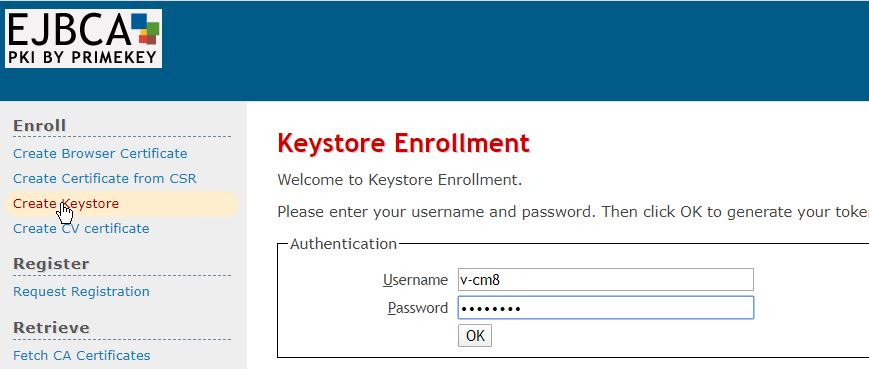 EJBCA
PKI BY PRIMEKEY
Enroll
Create Browser Certificate
Create Certificate from CSR
Create Keystore
Create CV certificate
Register
Request Registration
Retrieve
Fetch CA Certificates
Keystore Enrollment
Welcome to Keystore Enrollment.
Please enter your username and password. Then click OK to generate your toke
Authentication
Username v-cm8
Password ••••••••
OK